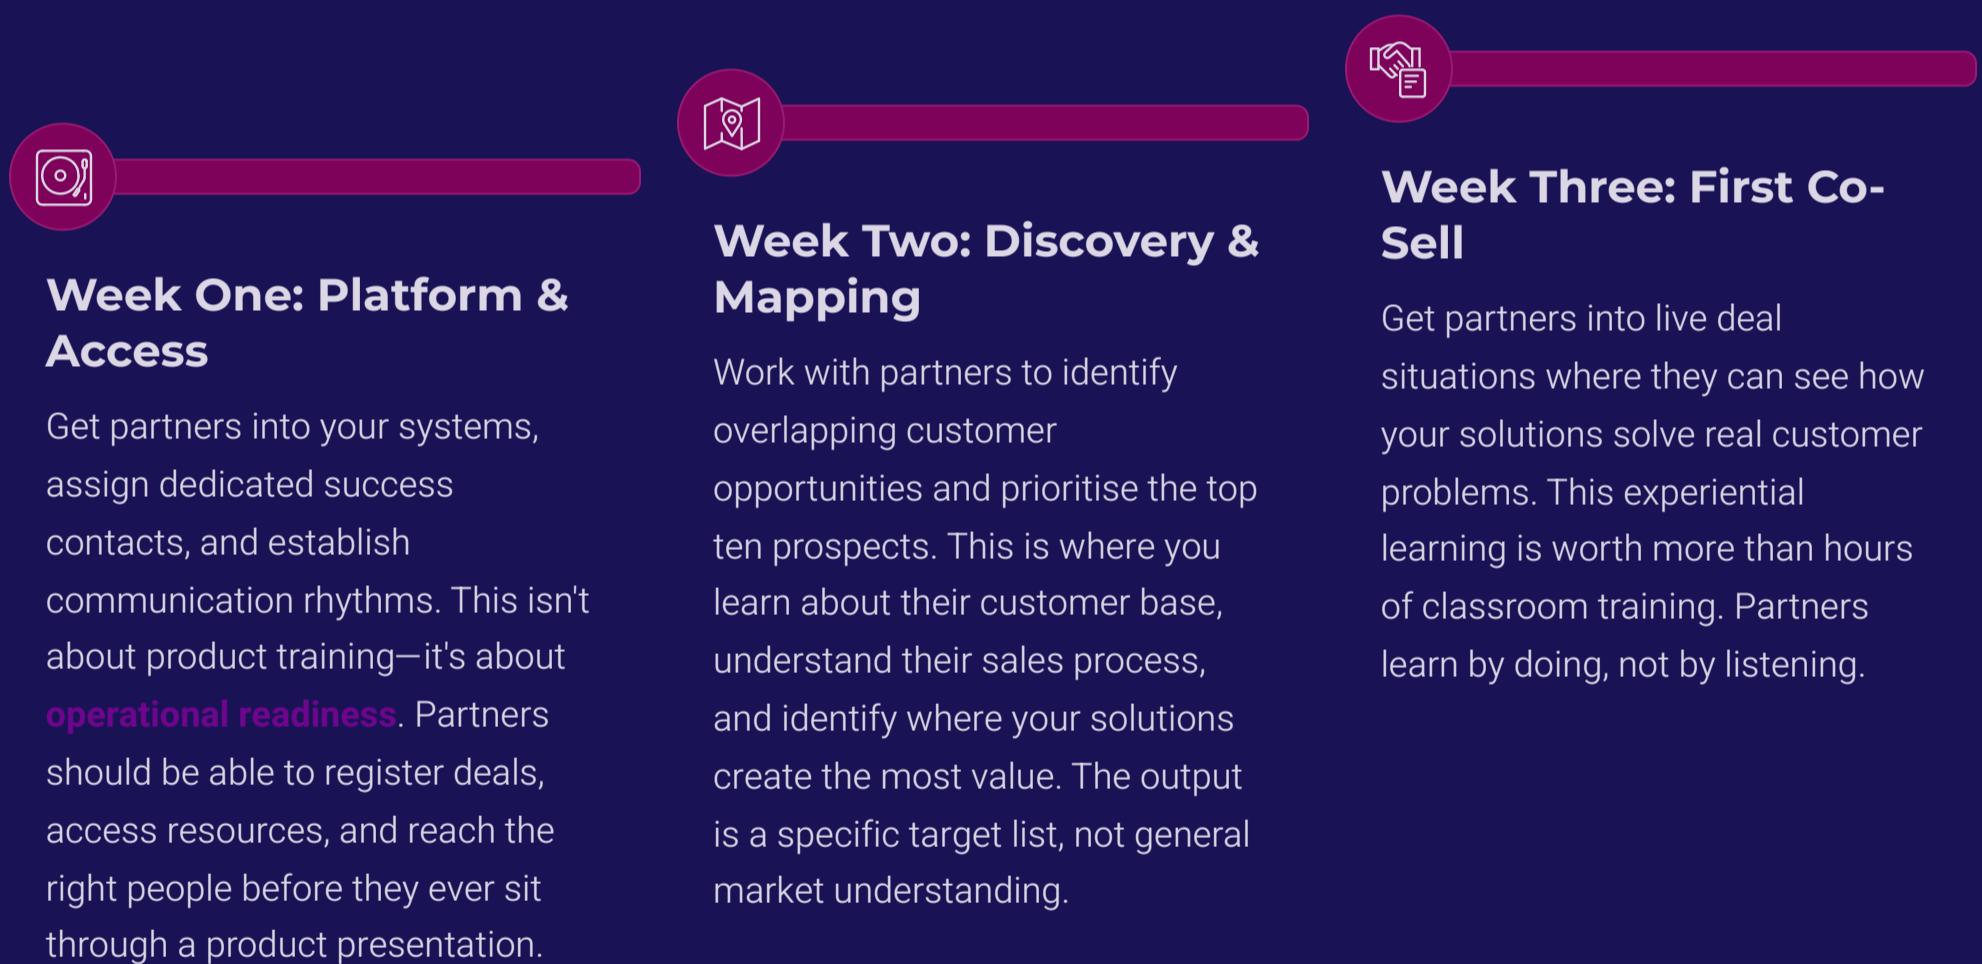 Week One: Platform &
Access
Get partners into your systems,
assign dedicated success
contacts, and establish
communication rhythms. This isn't
about product training—it's about
operational readiness. Partners
should be able to register deals,
access resources, and reach the
right people before they ever sit
through a product presentation.
Week Two: Discovery &
Mapping
Work with partners to identify
overlapping customer
opportunities and prioritise the top
ten prospects. This is where you
learn about their customer base,
understand their sales process,
and identify where your solutions
create the most value. The output
is a specific target list, not general
market understanding.
Week Three: First Co-
Sell
Get partners into live deal
situations where they can see how
your solutions solve real customer
problems. This experiential
learning is worth more than hours
of classroom training. Partners
learn by doing, not by listening.